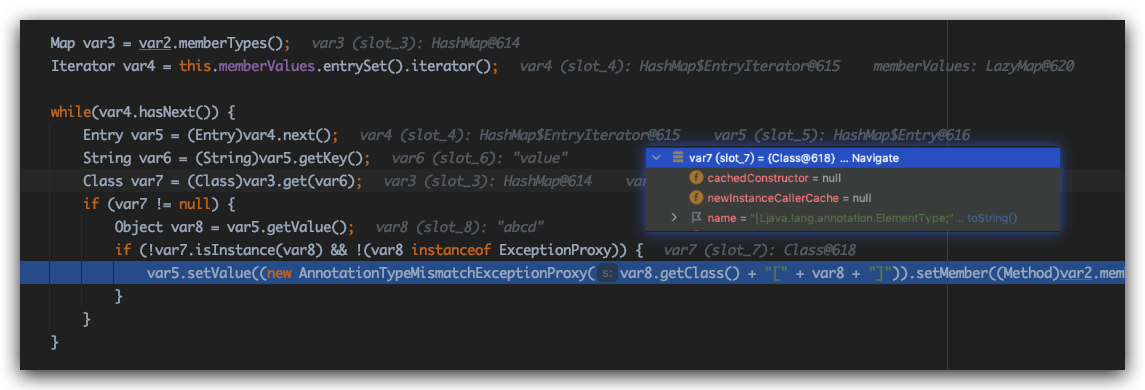 Map var3 = var2.memberTypes(); var3 (slot_3): HashMap@614
Iterator var4 = this.memberValues.entrySet().iterator(); var4 (slot_4): HashMap$EntryIterator@615 memberValues: LazyMap@620
while(var4.hasNext()) {
Entry var5 = (Entry)var4.next(); var4 (slot_4): HashMap$EntryIterator@615 var5 (slot_5): HashMap$Entry@616
String var6 = (String)var5.getKey(); var6 (slot_6): "value"
Class var7 = (Class)var3.get(var6); var3 (slot_3): HashMap@614
if (var7 != null) {
Object var8 = var5.getValue(); var8 (slot_8): "abcd"
if (!var7.isInstance(var8) && !(var8 instanceof ExceptionProxy)) { var7 (slot_7): Class@618
var5.setValue((new AnnotationTypeMismatchExceptionProxy( s: var8.getClass() + "[" + var8 + "]")).setMember((Method)var2.mem
}
}
}
var7 (slot_7) = {Class@618} ... Navigate
cachedConstructor = null
newInstanceCallerCache = null
name = "[Ljava.lang.annotation.ElementType;" ... toString()